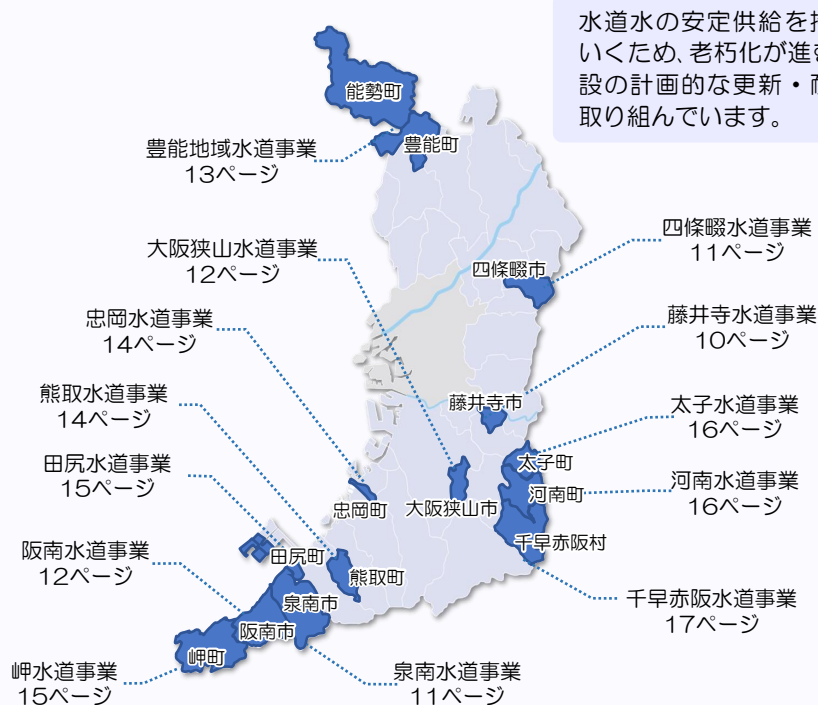 水道水の安定供給を
いくため、老朽化が進
設の計画的な更新・
取り組んでいます。
能勢町
豊能町
豊能地域水道事業
13ページ
大阪狭山水道事業
12ページ
四條畷水道事業
11ページ
四條畷市
忠岡水道事業
14ページ
藤井寺水道事業
10ページ
熊取水道事業
14ページ
藤井寺市
太子水道事業
16ページ
田尻水道事業
15ページ
太子町
河南水道事業
16ページ
河南町
忠岡町
大阪狭山市
阪南水道事業
12ページ
田尻町
千早赤阪村
熊取町
泉南市
千早赤阪水道事業
17ページ
阪南市
岬町
岬水道事業
15ページ
泉南水道事業
11ページ